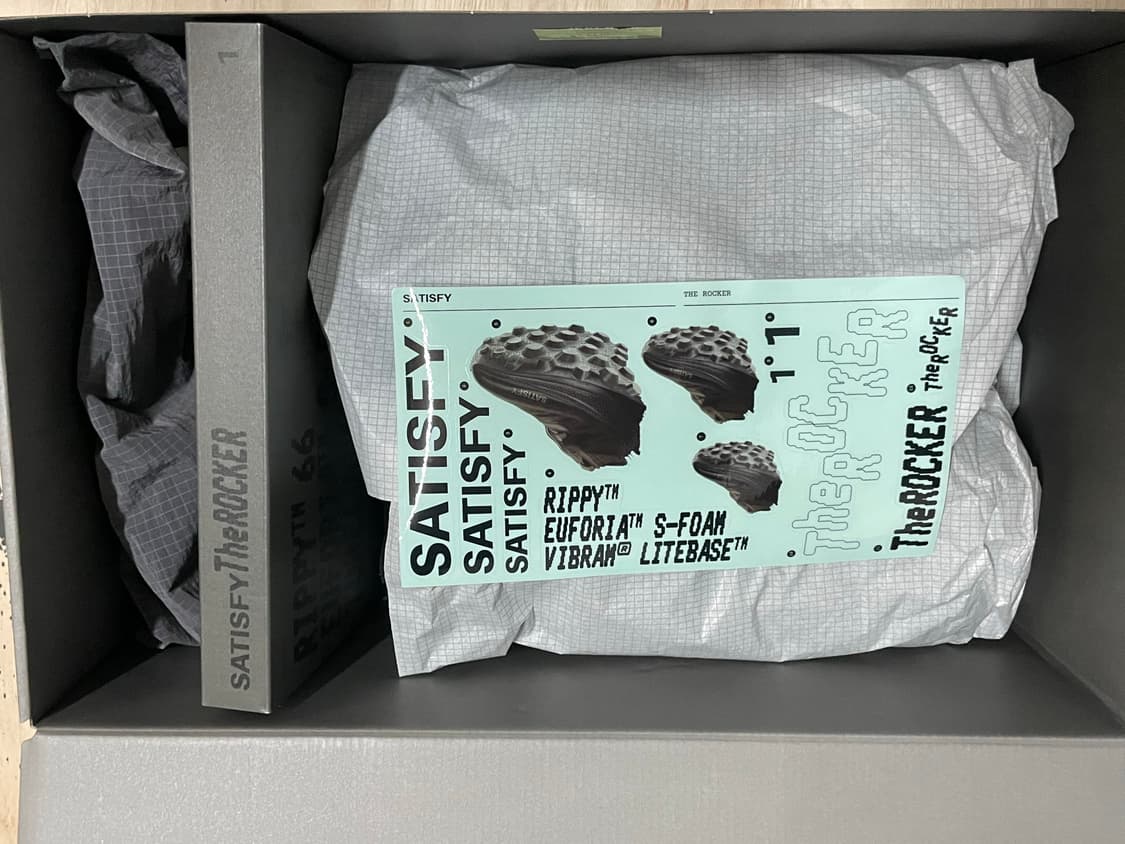 1
SATISFY TheROCKER
RIPPY™ 66
SATISFY
THE ROCKER
SATISFY
SATISFY
SATISFY
SATISFY
RIPPY™
EUFORIA™ S-FOAM
VIBRAM® LITEBASE™
1°1°
TheROCKER
TheROCKER
TheROCKER